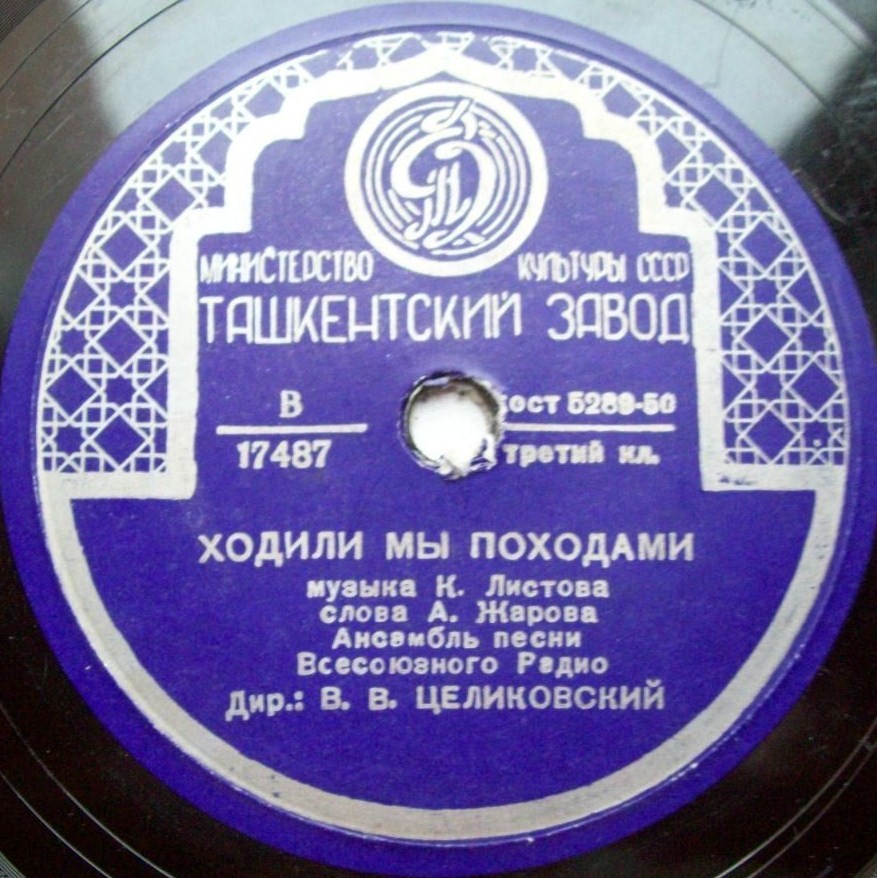 МИНИСТЕРСТВО КУЛЬТУРЫ СССР
ТАШКЕНТСКИЙ ЗАВОД
В
17487
ост 5289-50
третий кл.
ХОДИЛИ МЫ ПОХОДАМИ
музыка К. Листова
слова А. Жарова
Ансамбль песни
Всесоюзного Радио
Дир.: В. В. ЦЕЛИКОВСКИЙ